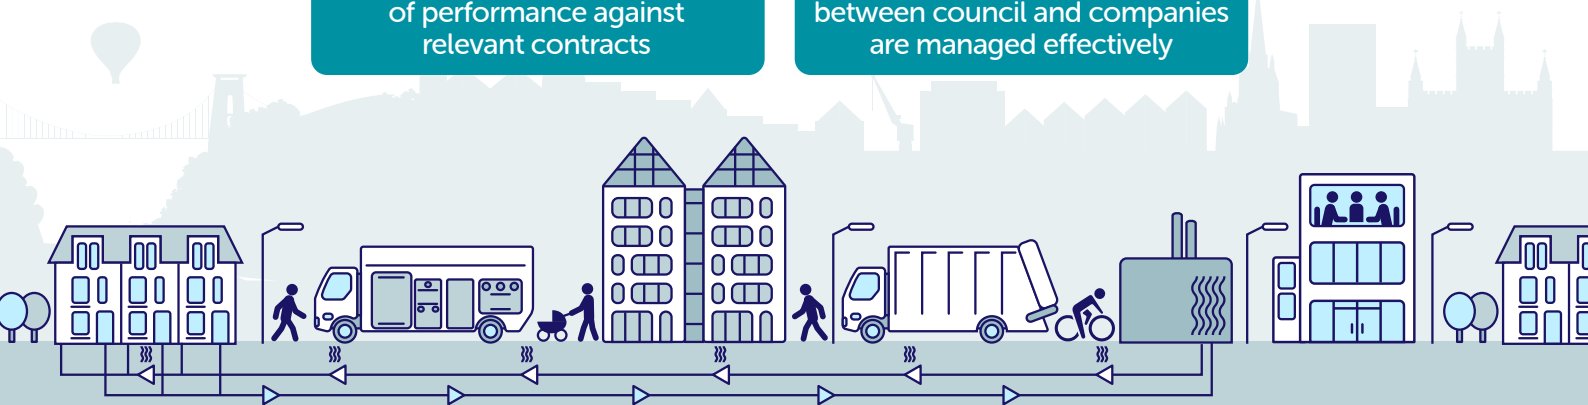 of performance against
relevant contracts
between council and companies
are managed effectively